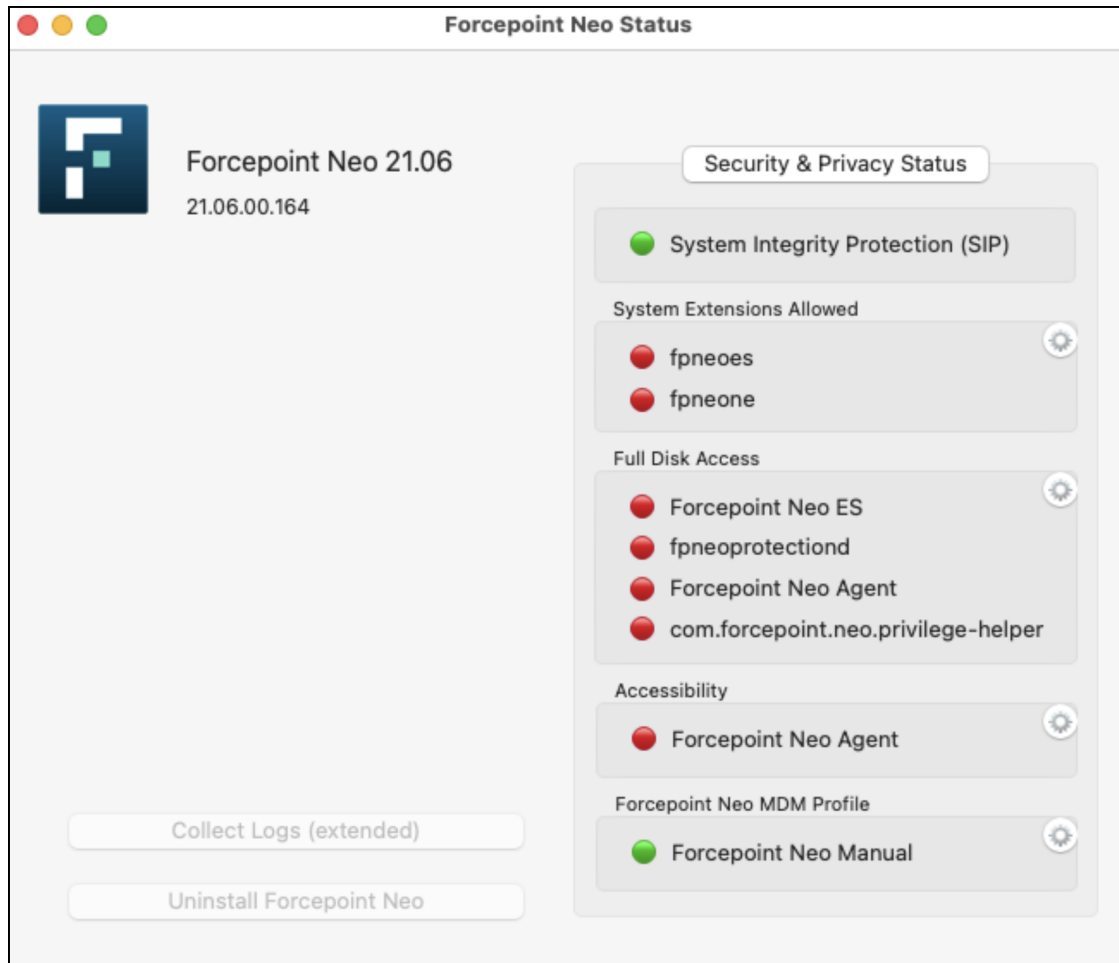 Forcepoint Neo Status
Forcepoint Neo 21.06
21.06.00.164
Security & Privacy Status
System Integrity Protection (SIP)
System Extensions Allowed
fpneoes
fpneone
Full Disk Access
Forcepoint Neo ES
fpneoprotectiond
Forcepoint Neo Agent
com.forcepoint.neo.privilege-helper
Accessibility
Forcepoint Neo Agent
Forcepoint Neo MDM Profile
Forcepoint Neo Manual
Collect Logs (extended)
Uninstall Forcepoint Neo